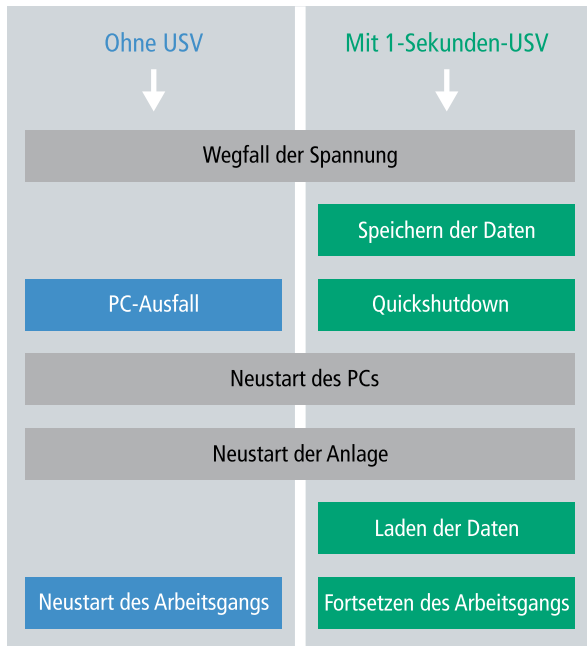 Ohne USV
Mit 1-Sekunden-USV
Wegfall der Spannung
Speichern der Daten
PC-Ausfall
Quickshutdown
Neustart des PCs
Neustart der Anlage
Laden der Daten
Neustart des Arbeitsgangs
Fortsetzen des Arbeitsgangs